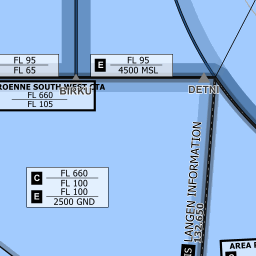 FL 95
FL 65
E
FL 95
4500 MSL
ROENNE SOUTH WEST CTA
FL 660
FL 105
BIRKU
DETNI
C
FL 660
FL 100
E
FL 100
2500 GND
IS LANGEN INFORMATION
132.650
AREA